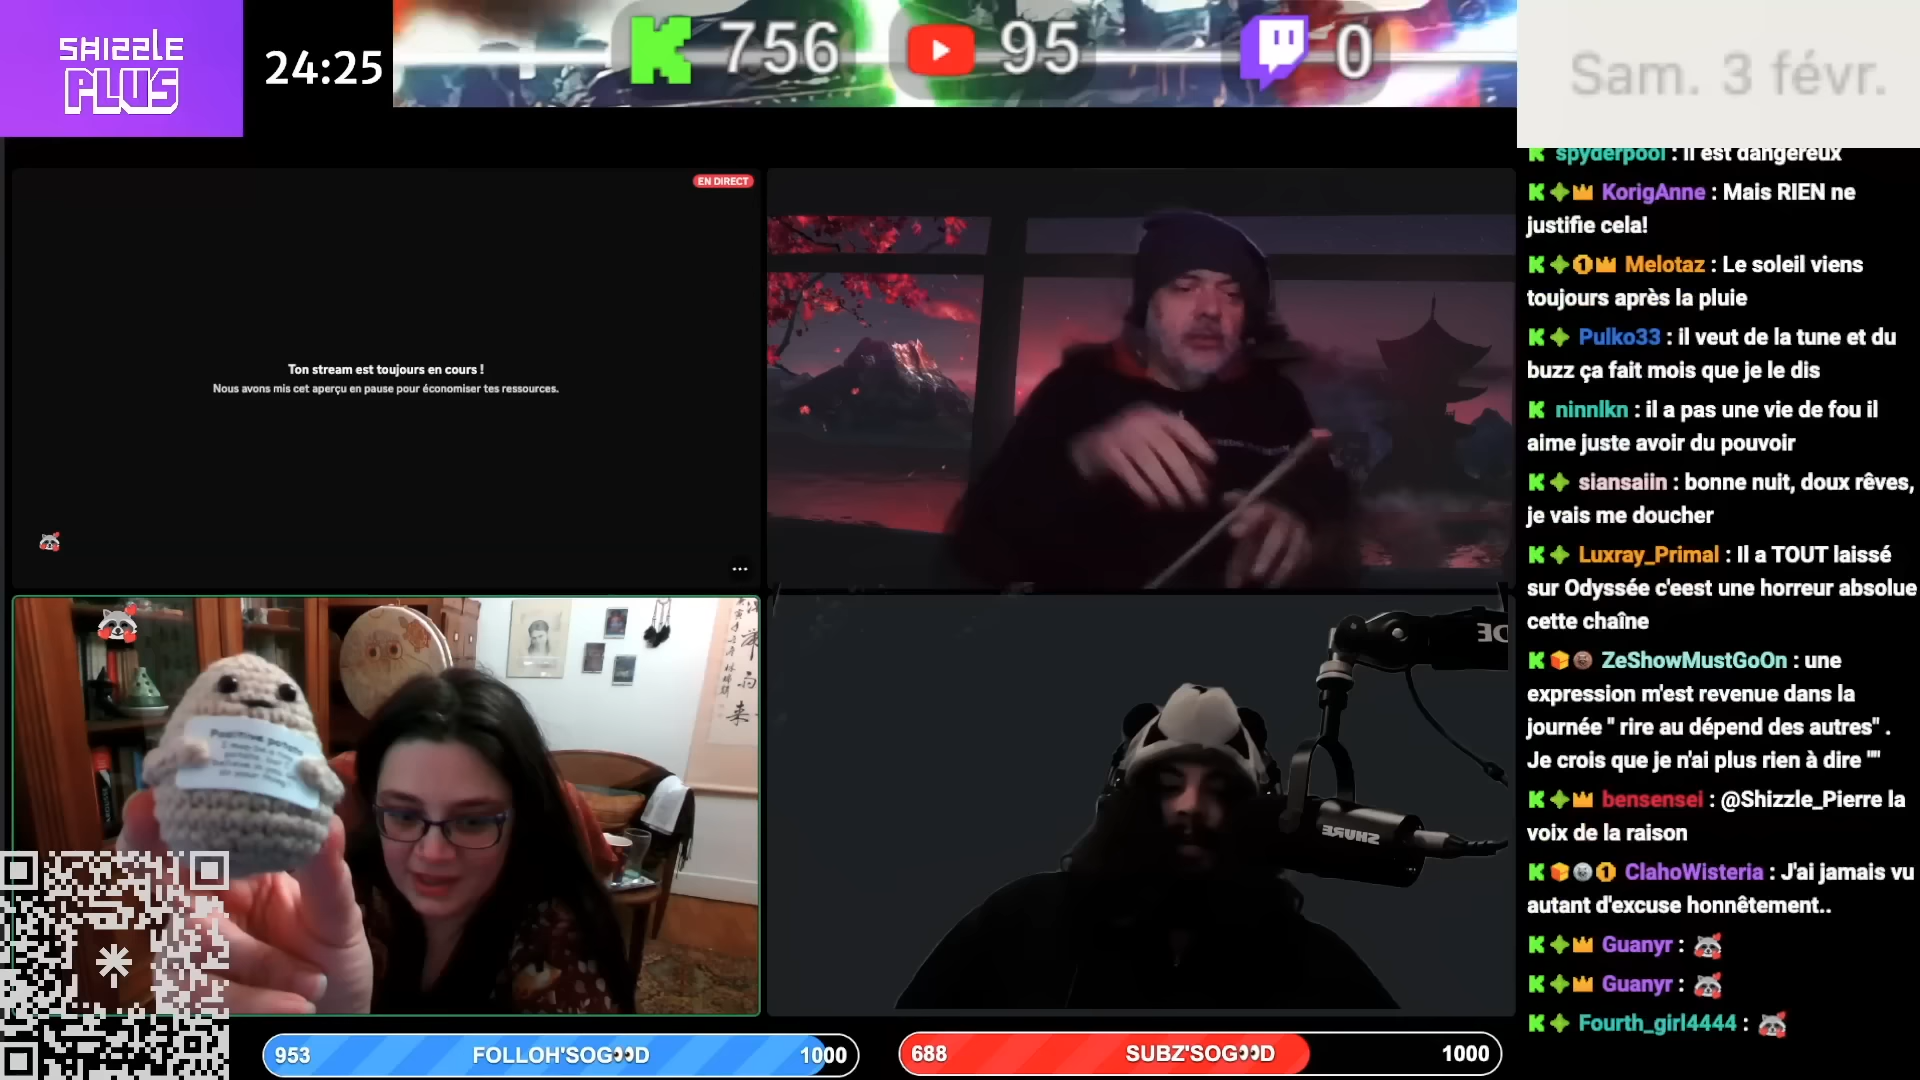 SHIZZLE
PLUS
24:25
756
95
0
Sam. 3 févr.
EN DIRECT
Ton stream est toujours en cours !
Nous avons mis cet aperçu en pause pour économiser tes ressources.
spyderpool : il est dangereux
KorigAnne : Mais RIEN ne
justifie cela!
Melotaz : Le soleil viens
toujours après la pluie
Pulko33 : il veut de la tune et du
buzz ça fait mois que je le dis
ninnlkn : il a pas une vie de fou il
aime juste avoir du pouvoir
siansaiin : bonne nuit, doux rêves,
je vais me doucher
Luxray_Primal : Il a TOUT laissé
sur Odyssée c'eest une horreur absolue
cette chaîne
ZeShowMustGoOn : une
expression m'est revenue dans la
journée " rire au dépend des autres" .
Je crois que je n'ai plus rien à dire ""
bensensei : @Shizzle_Pierre la
voix de la raison
ClahoWisteria : J'ai jamais vu
autant d'excuse honnêtement..
Guanyr :
Guanyr :
Fourth_girl4444 :
Positive potato
SHURE
953 FOLLOH'SOG👀D 1000
688 SUBZ'SOG👀D 1000